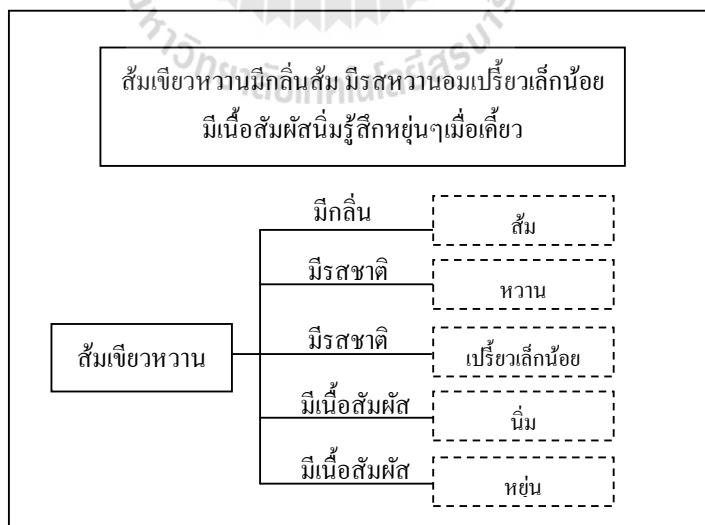 ส้มเขียวหวานมีกลิ่นส้ม มีรสหวานอมเปรี้ยวเล็กน้อย
มีเนื้อสัมผัสนิ่มรู้สึกหยุ่นๆเมื่อเคี้ยว
มีกลิ่น
ส้ม
มีรสชาติ
หวาน
ส้มเขียวหวาน
มีรสชาติ
เปรี้ยวเล็กน้อย
มีเนื้อสัมผัส
นิ่ม
มีเนื้อสัมผัส
หยุ่น